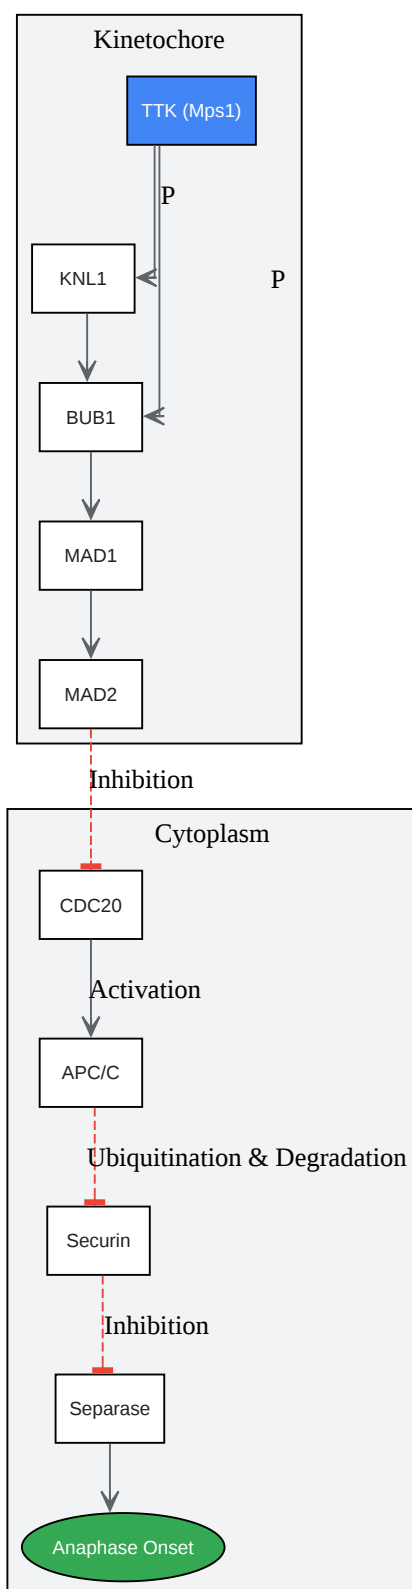 Kinetochore
TTK (Mps1)
P
KNL1
P
BUB1
MAD1
MAD2
Inhibition
Cytoplasm
CDC20
Activation
APC/C
Ubiquitination & Degradation
Securin
Inhibition
Separase
Anaphase Onset